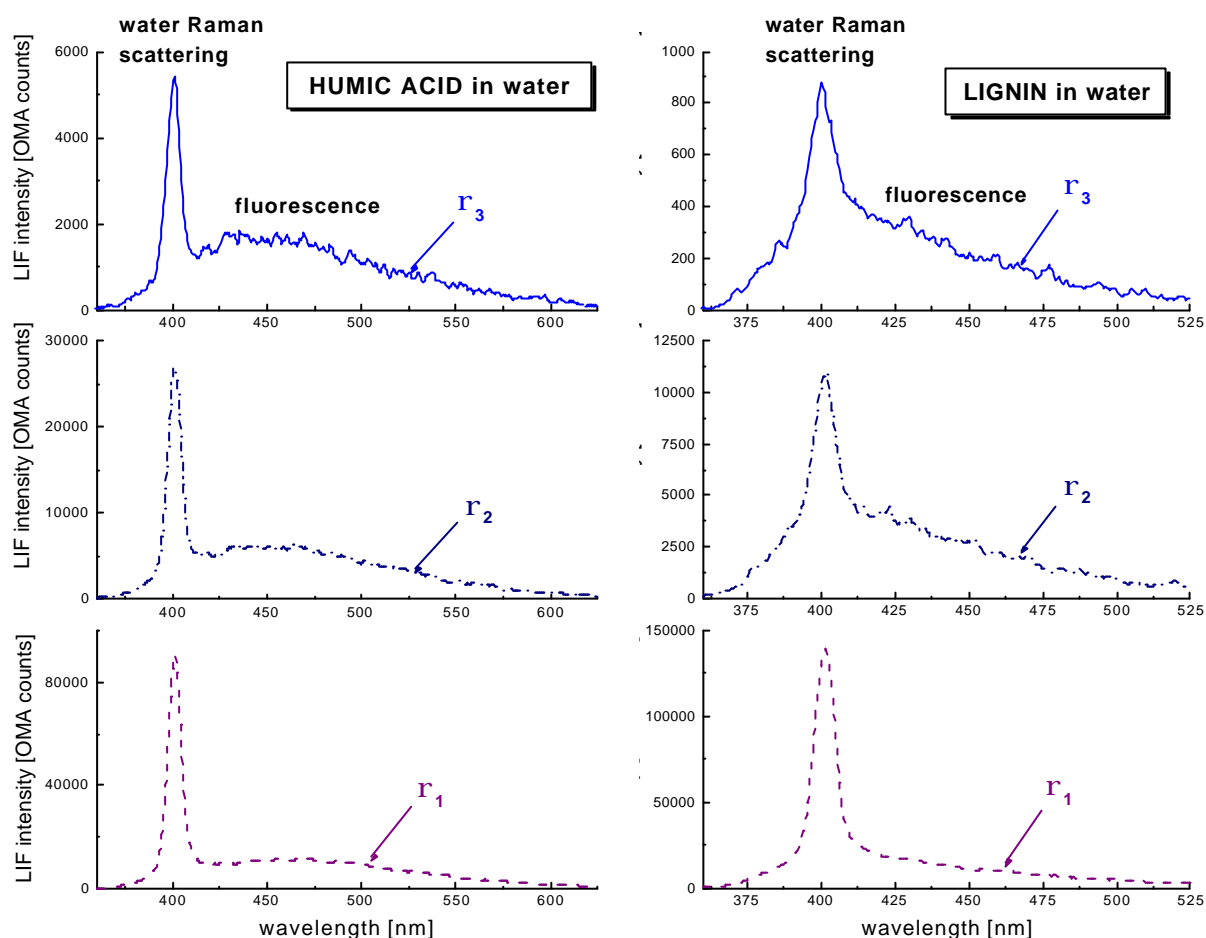 water Raman
scattering
HUMIC ACID in water
LIF intensity [OMA counts]
6000
4000
2000
0
fluorescence
r3
400 450 500 550 600
water Raman
scattering
LIGNIN in water
1000
800
600
400
200
0
fluorescence
r3
375 400 425 450 475 500 525
LIF intensity [OMA counts]
30000
20000
10000
0
r2
400 450 500 550 600
12500
10000
7500
5000
2500
0
r2
375 400 425 450 475 500 525
LIF intensity [OMA counts]
80000
40000
0
r1
400 450 500 550 600
wavelength [nm]
150000
100000
50000
0
r1
375 400 425 450 475 500 525
wavelength [nm]